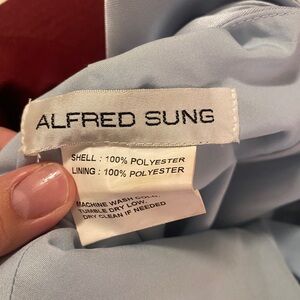 ALFRED SUNG
SHELL : 100% POLYESTER
LINING : 100% POLYESTER
MACHINE WASH COLD
TUMBLE DRY LOW.
DRY CLEAN IF NEEDED